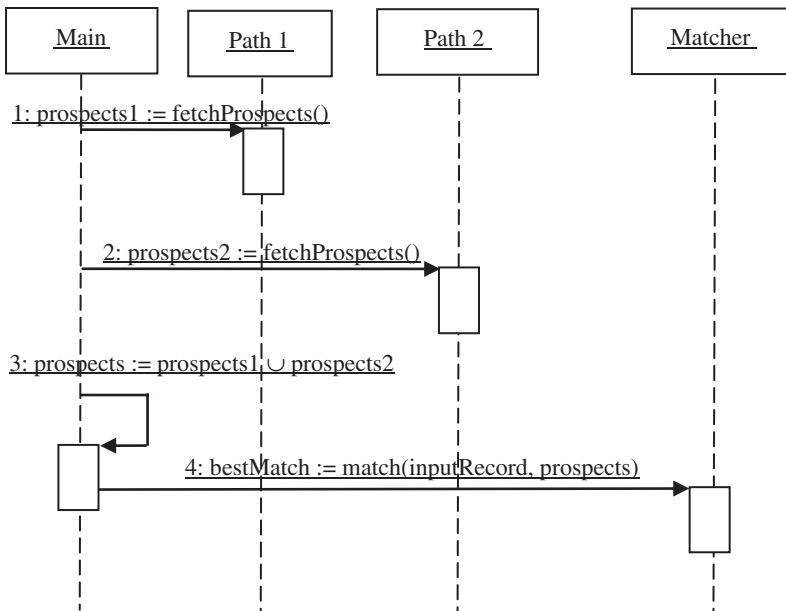 Main
Path 1
Path 2
Matcher
1: prospects1 := fetchProspects()
2: prospects2 := fetchProspects()
3: prospects := prospects1 ∪ prospects2
4: bestMatch := match(inputRecord, prospects)